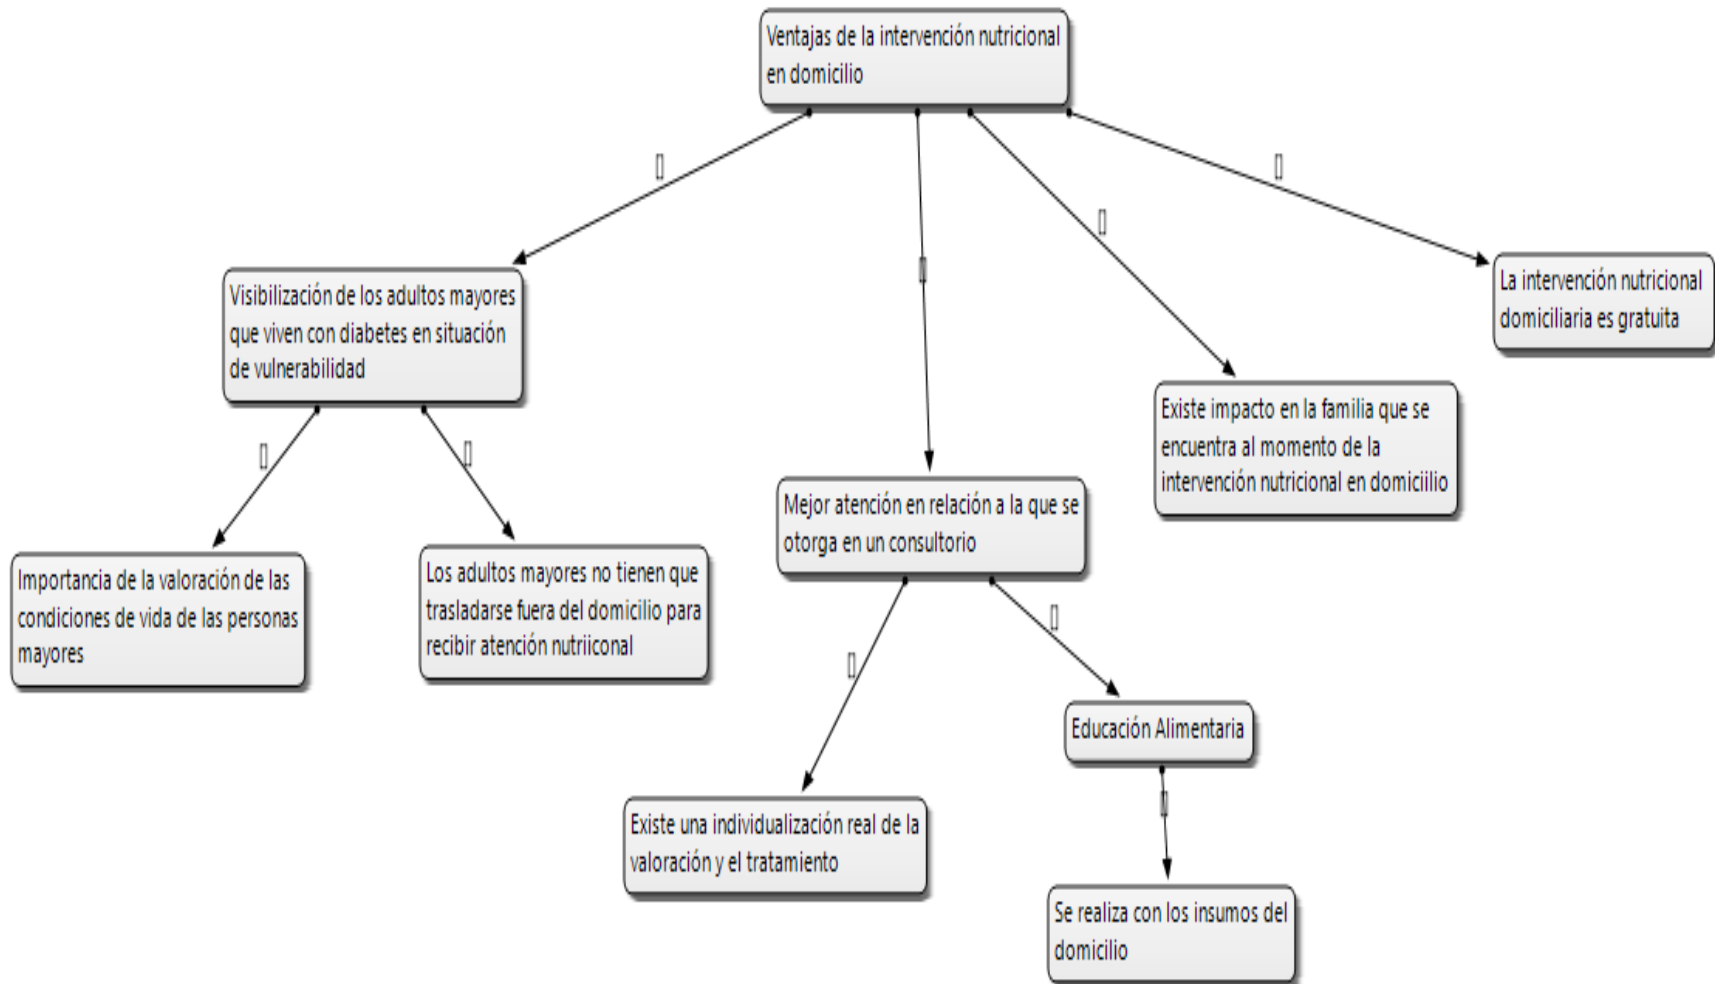 Ventajas de la intervención nutricional
en domicilio
Visibilización de los adultos mayores
que viven con diabetes en situación
de vulnerabilidad
Importancia de la valoración de las
condiciones de vida de las personas
mayores
Los adultos mayores no tienen que
trasladarse fuera del domicilio para
recibir atención nutriiconal
Mejor atención en relación a la que se
otorga en un consultorio
Existe una individualización real de la
valoración y el tratamiento
Educación Alimentaria
Se realiza con los insumos del
domicilio
Existe impacto en la familia que se
encuentra al momento de la
intervención nutricional en domiciilio
La intervención nutricional
domiciliaria es gratuita